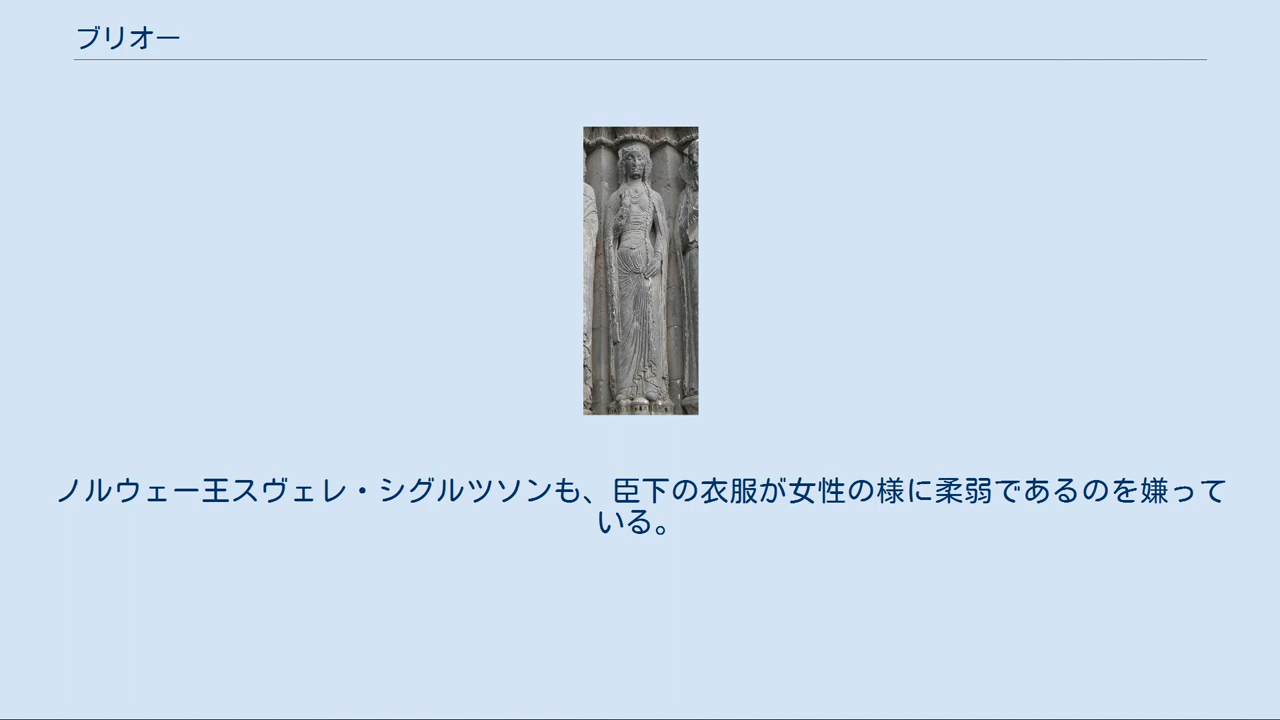 ブリオー
ノルウェー王スヴェレ・シグルツソンも、臣下の衣服が女性の様に柔弱であるのを嫌って
いる。